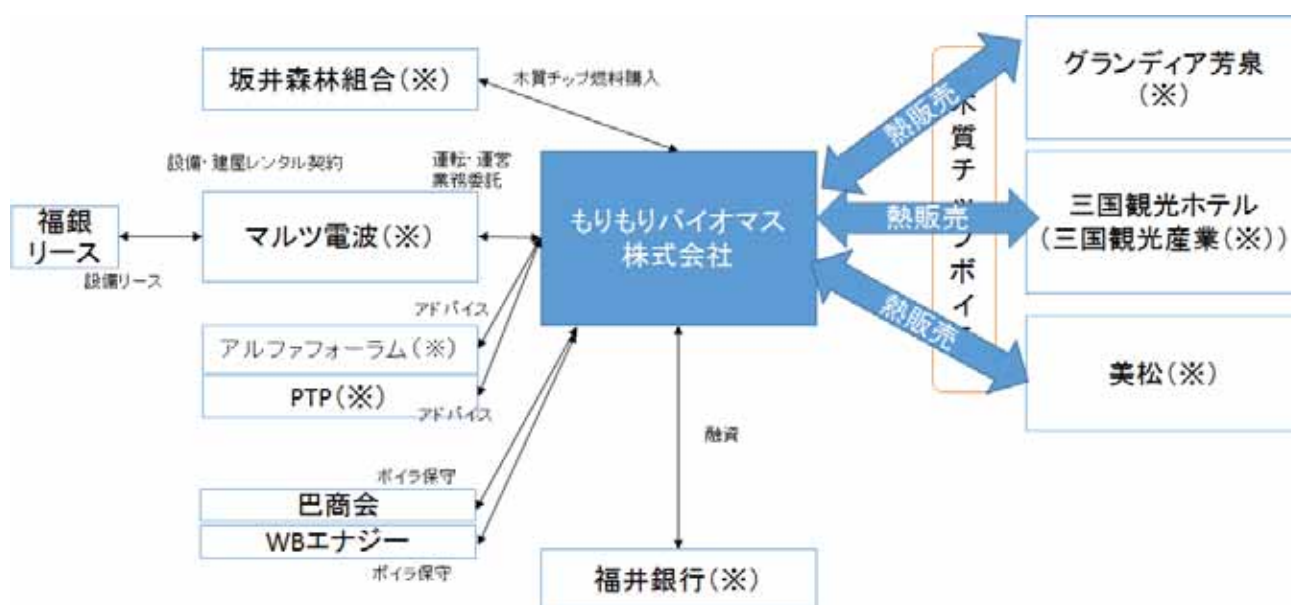 坂井森林組合(※)
木質チップ燃料購入
グランディア芳泉
(※)
熱販売
木質チップボイ
設備・建屋レンタル契約
運転・運営
業務委託
福銀
リース
マルツ電波(※)
もりもりバイオマス
株式会社
熱販売
三国観光ホテル
(三国観光産業(※))
設備リース
アドバイス
アルファフォーラム(※)
熱販売
PTP(※)
アドバイス
美松(※)
融資
ボイラ保守
巴商会
WBエナジー
ボイラ保守
福井銀行(※)